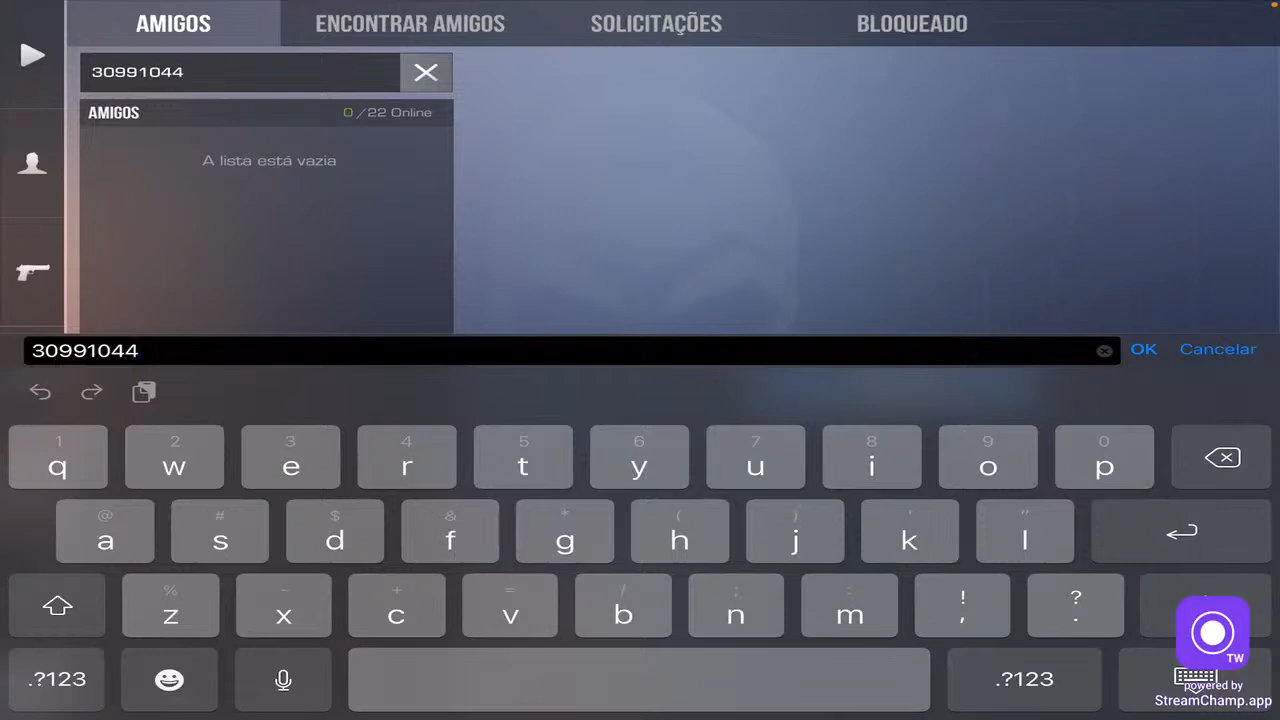 AMIGOS ENCONTRAR AMIGOS SOLICITAÇÕES BLOQUEADO
30991044
AMIGOS 0 /22 Online
A lista está vazia
30991044 OK Cancelar
1 2 3 4 5 6 7 8 9 0
q w e r t y u i o p
@ # $ & * ( ) ' "
a s d f g h j k l
% - + = / ; : ! ?
z x c v b n m , .
.?123 .?123
TW
powered by
StreamChamp.app